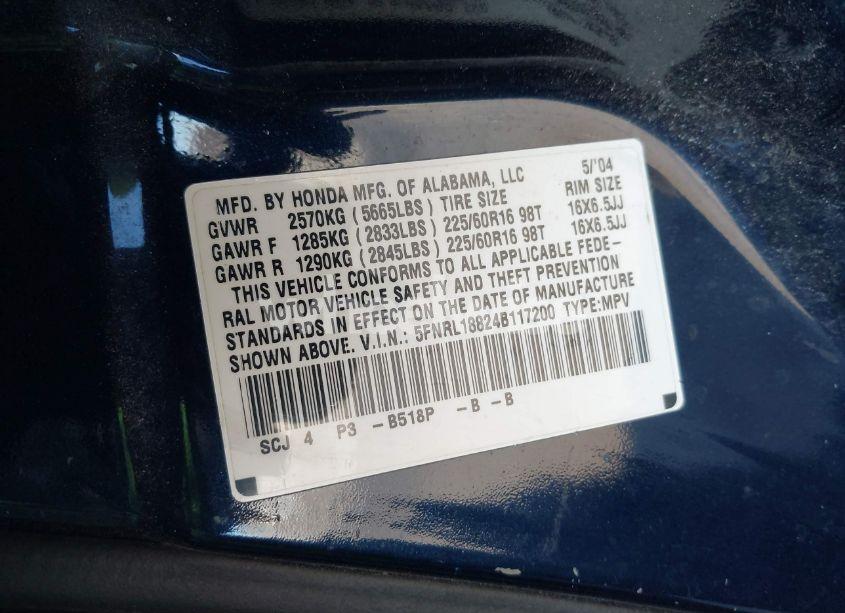 MFD. BY HONDA MFG. OF ALABAMA, LLC 5/'04
GVWR 2570KG ( 5665LBS ) TIRE SIZE RIM SIZE
GAWR F 1285KG ( 2833LBS ) 225/60R16 98T 16X6.5JJ
GAWR R 1290KG ( 2845LBS ) 225/60R16 98T 16X6.5JJ
THIS VEHICLE CONFORMS TO ALL APPLICABLE FEDE-
RAL MOTOR VEHICLE SAFETY AND THEFT PREVENTION
STANDARDS IN EFFECT ON THE DATE OF MANUFACTURE
SHOWN ABOVE. V.I.N.: 5FNRL18824B117200 TYPE:MPV
SCJ 4 P3 -B518P -B -B